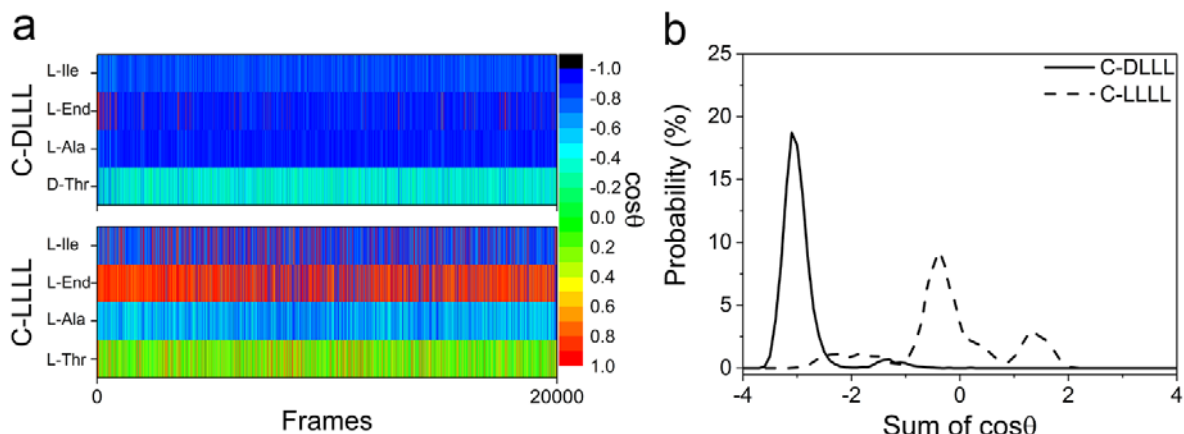 a
C-DLLL
L-Ile
L-End
L-Ala
D-Thr
C-LLLL
L-Ile
L-End
L-Ala
L-Thr
0
20000
Frames
-1.0
-0.8
-0.6
-0.4
-0.2
0.0
0.2
0.4
0.6
0.8
1.0
cosθ
b
C-DLLL
C-LLLL
25
20
15
10
5
0
Probability (%)
-4
-2
0
2
4
Sum of cosθ